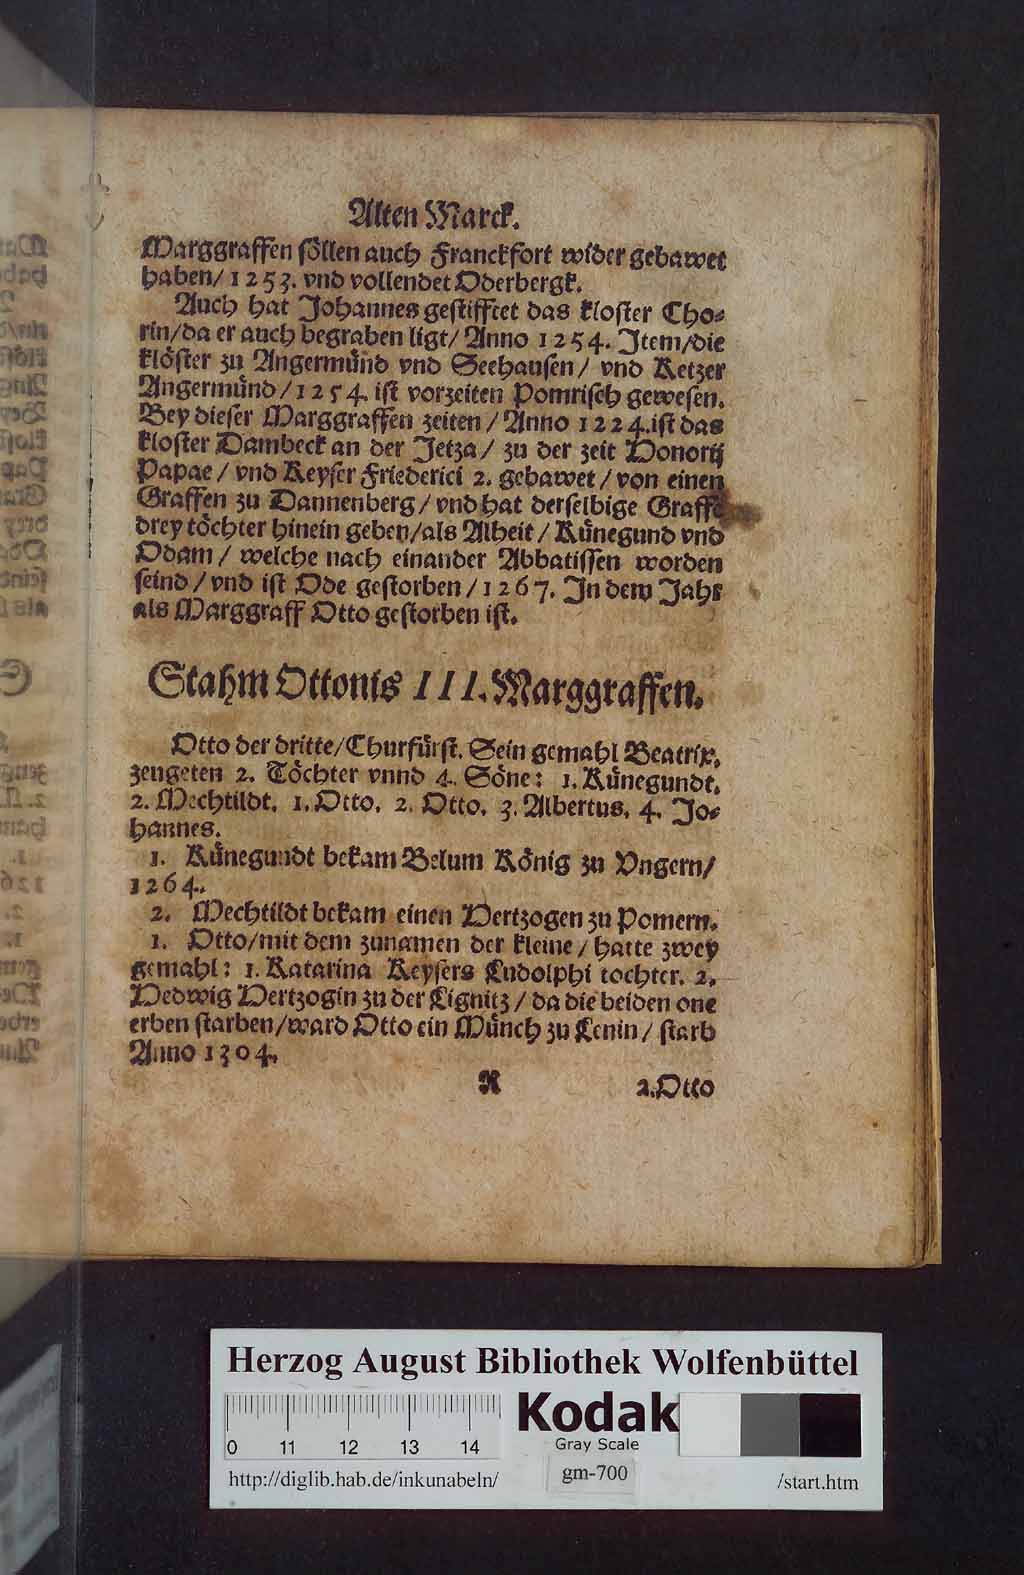 Alten Marck.
Marggraffen söllen auch Franckfort wider gebawet
haben/ 1253. vnd vollendet Oderbergk.
Auch hat Johannes gestifftet das kloster Cho-
rin/da er auch begraben ligt/ Anno 1254. Item/die
klöster zu Angermünd vnd Seehausen/ vnd Ketzer
Angermünd/1254. ist vorzeiten Pomrisch gewesen.
Bey dieser Marggraffen zeiten/ Anno 1224.ist das
kloster Dambeck an der Jetza/ zu der zeit Honorij
Papae/ vnd Keyser Friederici 2. gebawet/ von einen
Graffen zu Dannenberg/ vnd hat derselbige Graffe
drey töchter hinein geben/als Alheit/ Künegund vnd
Odam/ welche nach einander Abbatissen worden
seind/ vnd ist Ode gestorben/1267. In dem Jahr
als Marggraff Otto gestorben ist.
Stahm Ottonis III. Marggraffen.
Otto der dritte/Churfürst. Sein gemahl Beatrix,
zeugeten 2. Töchter vnnd 4. Söne: 1. Künegundt,
2. Mechtildt. 1. Otto, 2. Otto, 3. Albertus, 4. Jo-
hannes.
1. Künegundt bekam Belum König zu Vngern/
1264.
2. Mechtildt bekam einen Hertzogen zu Pomern.
1. Otto/mit dem zunamen der kleine/ hatte zwey
gemahl: 1. Katarina Keysers Ludolphi tochter. 2.
Hedwig Hertzogin zu der Lignitz/ da die beiden one
erben starben/ward Otto ein Münch zu Lenin/ starb
Anno 1304.
R 2.Otto
Herzog August Bibliothek Wolfenbüttel
0 11 12 13 14
Kodak
Gray Scale
http://diglib.hab.de/inkunabeln/
gm-700
/start.htm